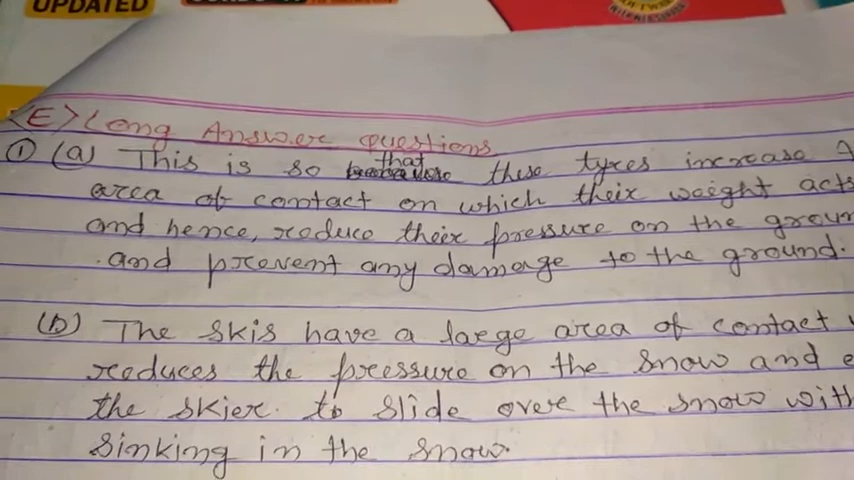 UPDATED
<E> Long Answer questions
① (a) This is so that these tyres increase
area of contact on which their weight acts
and hence, reduce their pressure on the groun
and prevent any damage to the ground.
(b) The skis have a large area of contact
reduces the pressure on the snow and e
the skier to slide over the snow with
sinking in the snow.